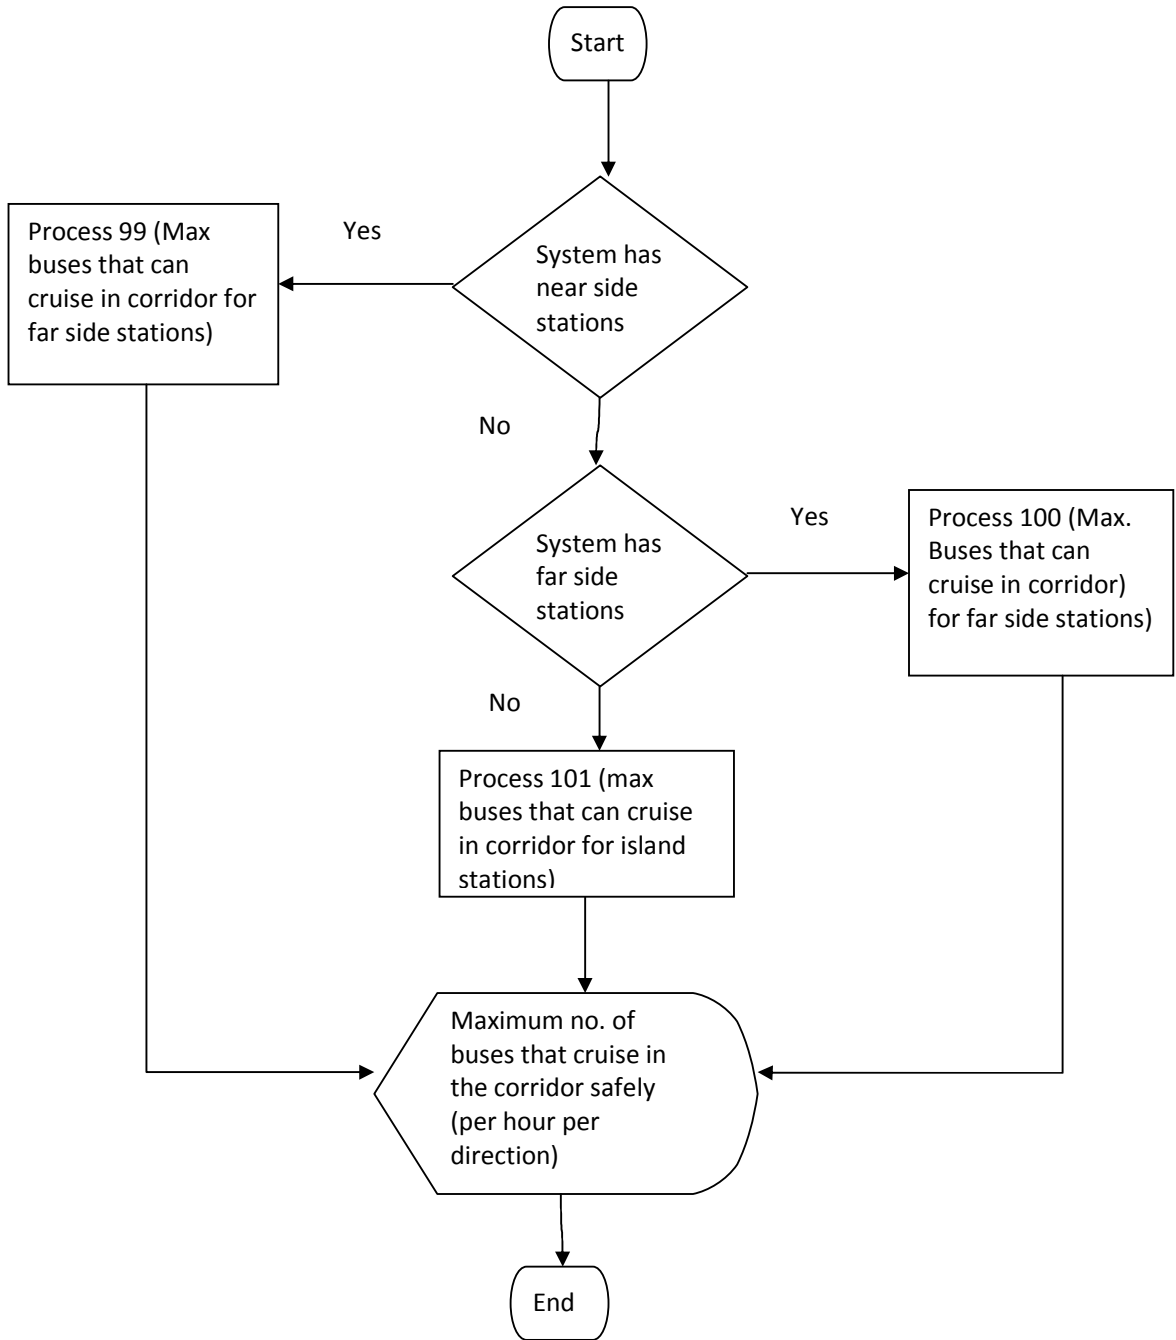 Start
System has
near side
stations
Yes
Process 99 (Max
buses that can
cruise in corridor for
far side stations)
No
System has
far side
stations
Yes
Process 100 (Max.
Buses that can
cruise in corridor)
for far side stations)
No
Process 101 (max
buses that can cruise
in corridor for island
stations)
Maximum no. of
buses that cruise in
the corridor safely
(per hour per
direction)
End